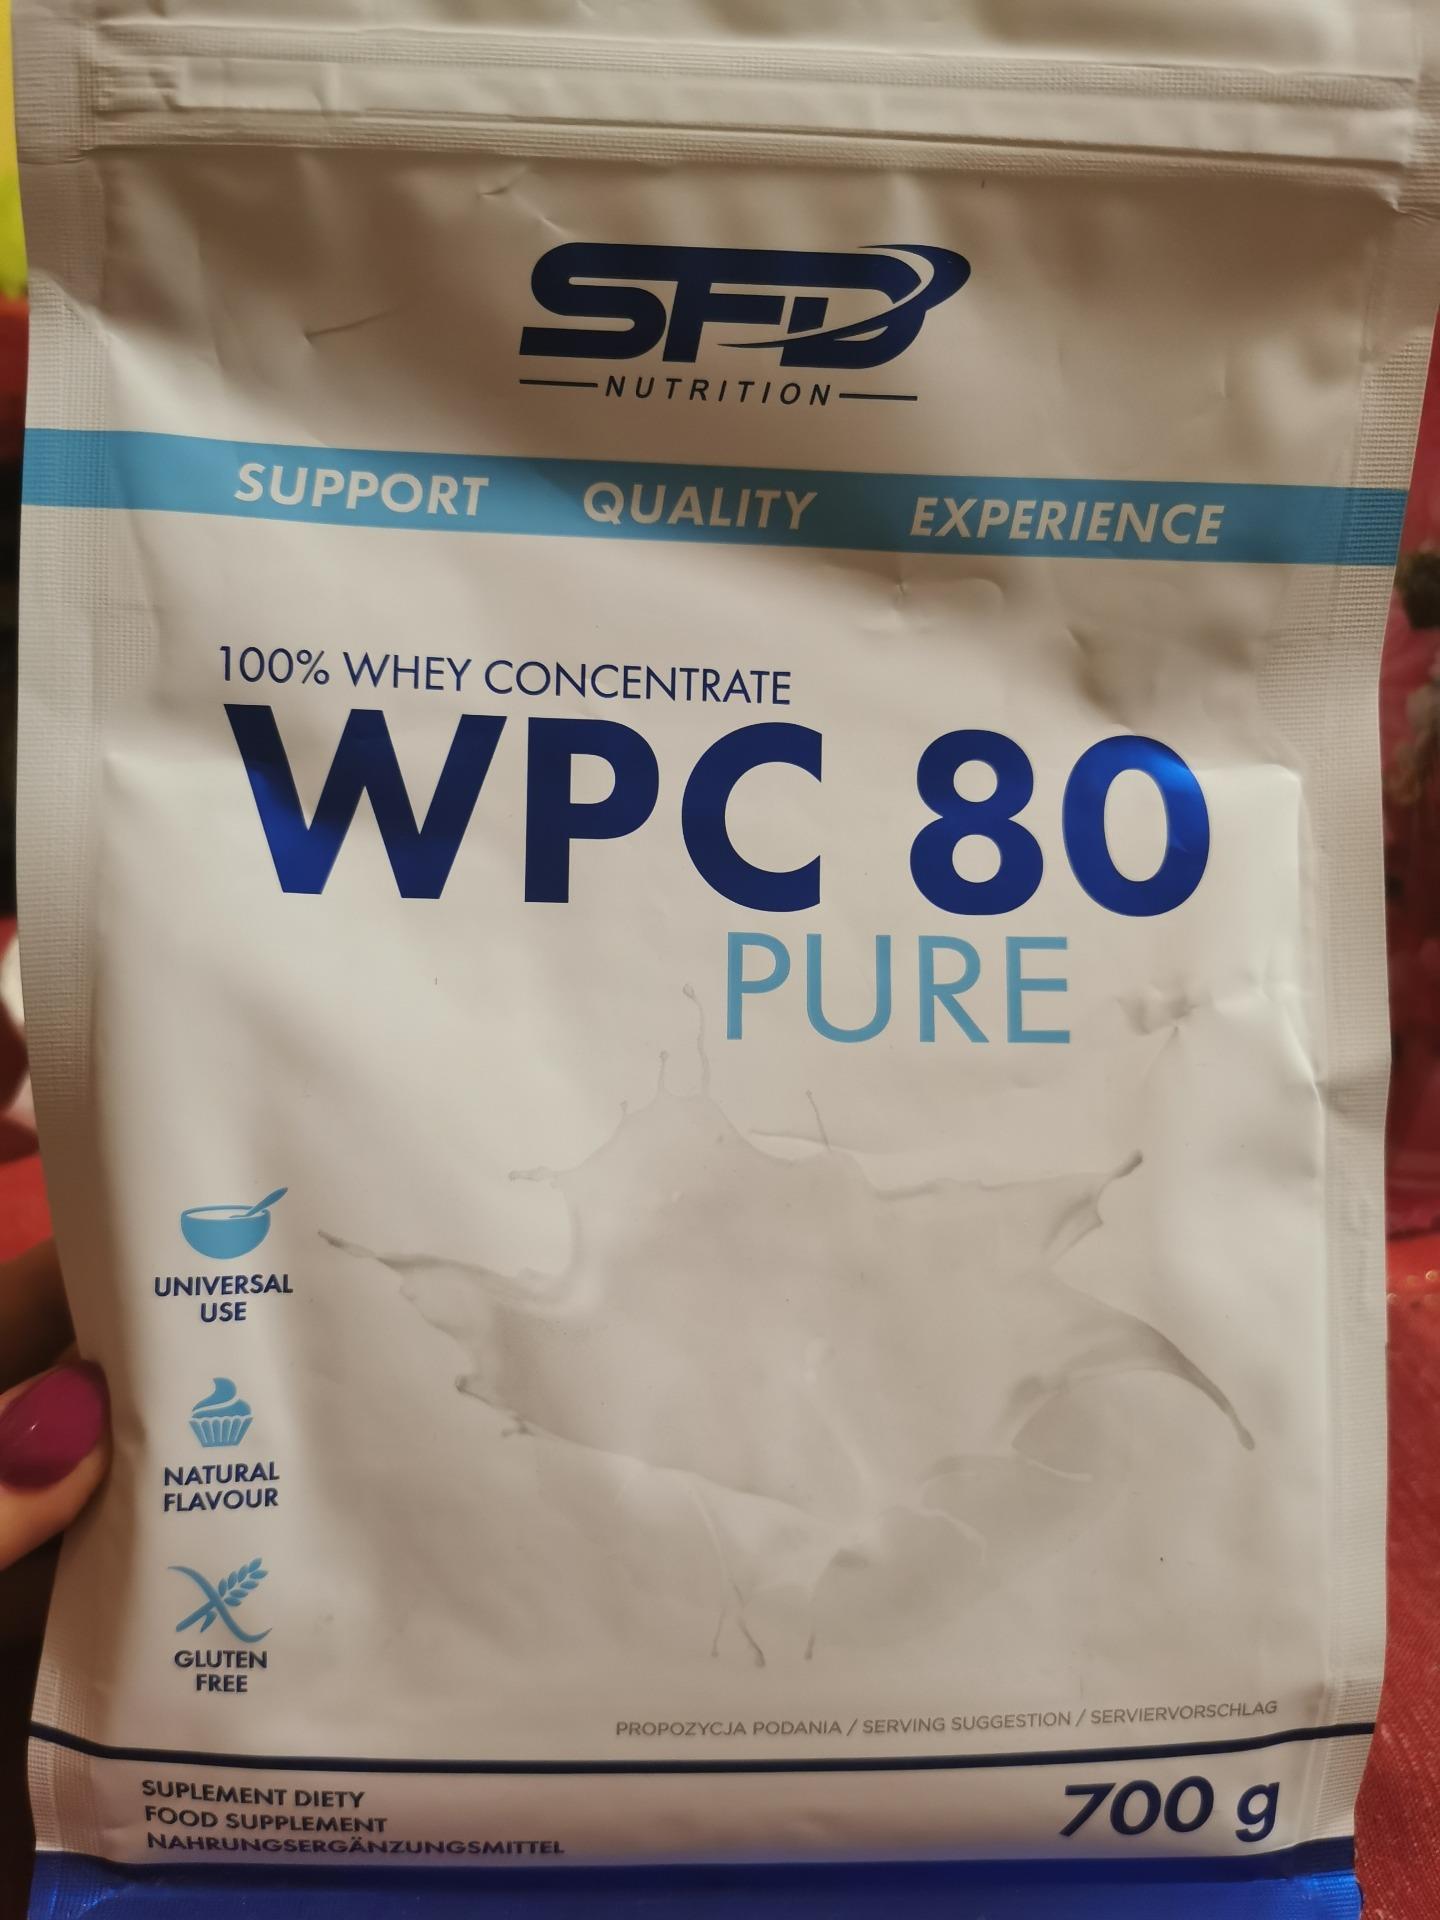 SFD
NUTRITION
SUPPORT QUALITY EXPERIENCE
100% WHEY CONCENTRATE
WPC 80
PURE
UNIVERSAL
USE
NATURAL
FLAVOUR
GLUTEN
FREE
PROPOZYCJA PODANIA / SERVING SUGGESTION / SERVIERVORSCHLAG
SUPLEMENT DIETY
FOOD SUPPLEMENT
NAHRUNGSERGÄNZUNGSMITTEL
700 g